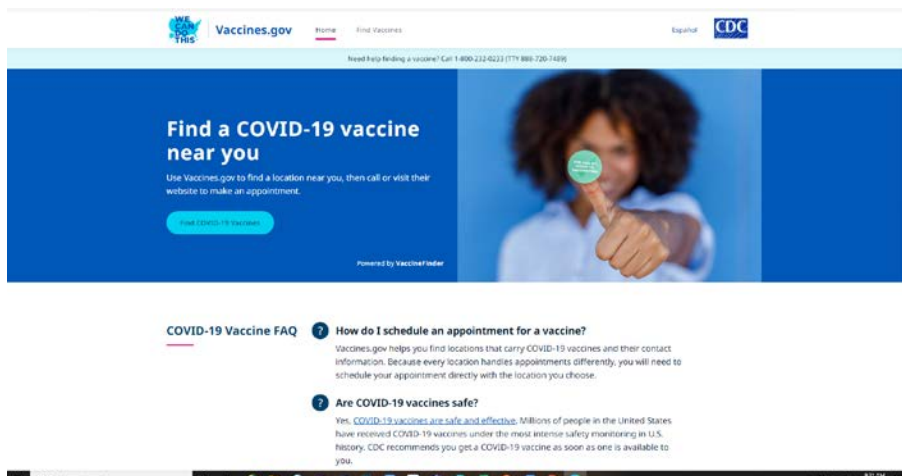 WE
CAN
DO
THIS
Vaccines.gov
Home
Find Vaccines
Español
CDC
Need help finding a vaccine? Call 1-800-232-0233 (TTY 888-720-7489)
Find a COVID-19 vaccine
near you
Use Vaccines.gov to find a location near you, then call or visit their
website to make an appointment.
Find COVID-19 Vaccines
Powered by VaccineFinder
COVID-19 Vaccine FAQ
? How do I schedule an appointment for a vaccine?
Vaccines.gov helps you find locations that carry COVID-19 vaccines and their contact
information. Because every location handles appointments differently, you will need to
schedule your appointment directly with the location you choose.
? Are COVID-19 vaccines safe?
Yes, COVID-19 vaccines are safe and effective. Millions of people in the United States
have received COVID-19 vaccines under the most intense safety monitoring in U.S.
history. CDC recommends you get a COVID-19 vaccine as soon as one is available to
you.